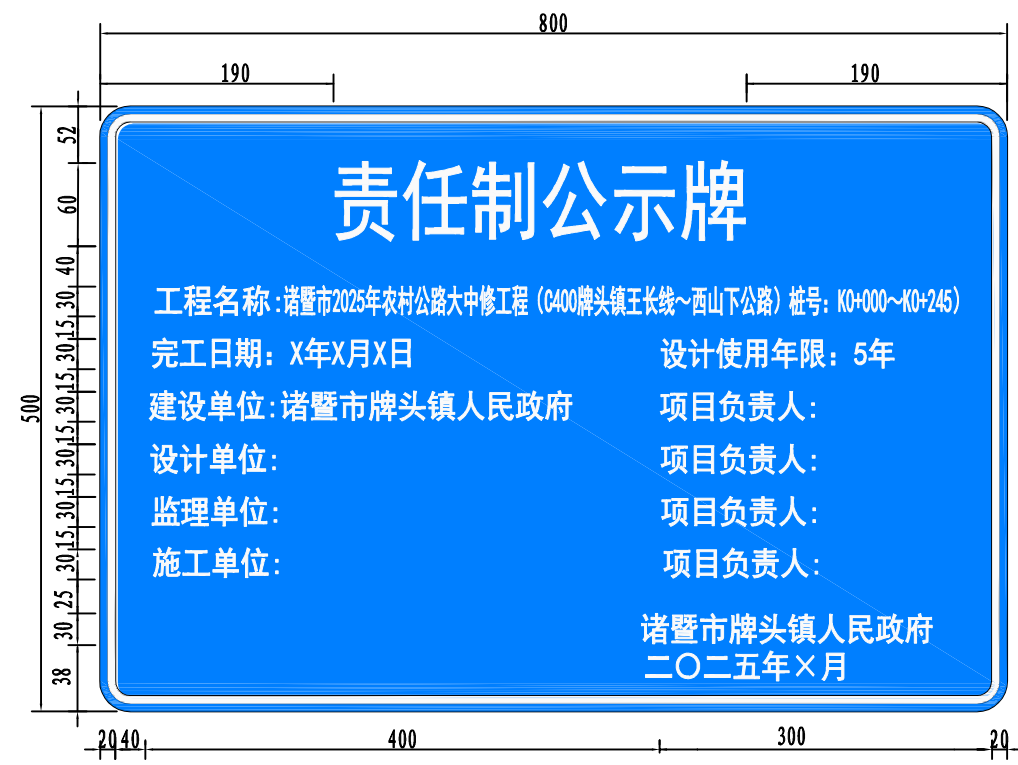 800
190 190
52
责任制公示牌
60
40
30
工程名称:诸暨市2025年农村公路大中修工程（C400牌头镇王长线～西山下公路）桩号：K0+000～K0+245）
15
30
完工日期：X年X月X日 设计使用年限：5年
15
500
30
建设单位:诸暨市牌头镇人民政府 项目负责人:
15
30
设计单位: 项目负责人:
15
30
监理单位: 项目负责人:
15
30
施工单位: 项目负责人:
25
30
诸暨市牌头镇人民政府
38
二〇二五年×月
20 40 400 300 20